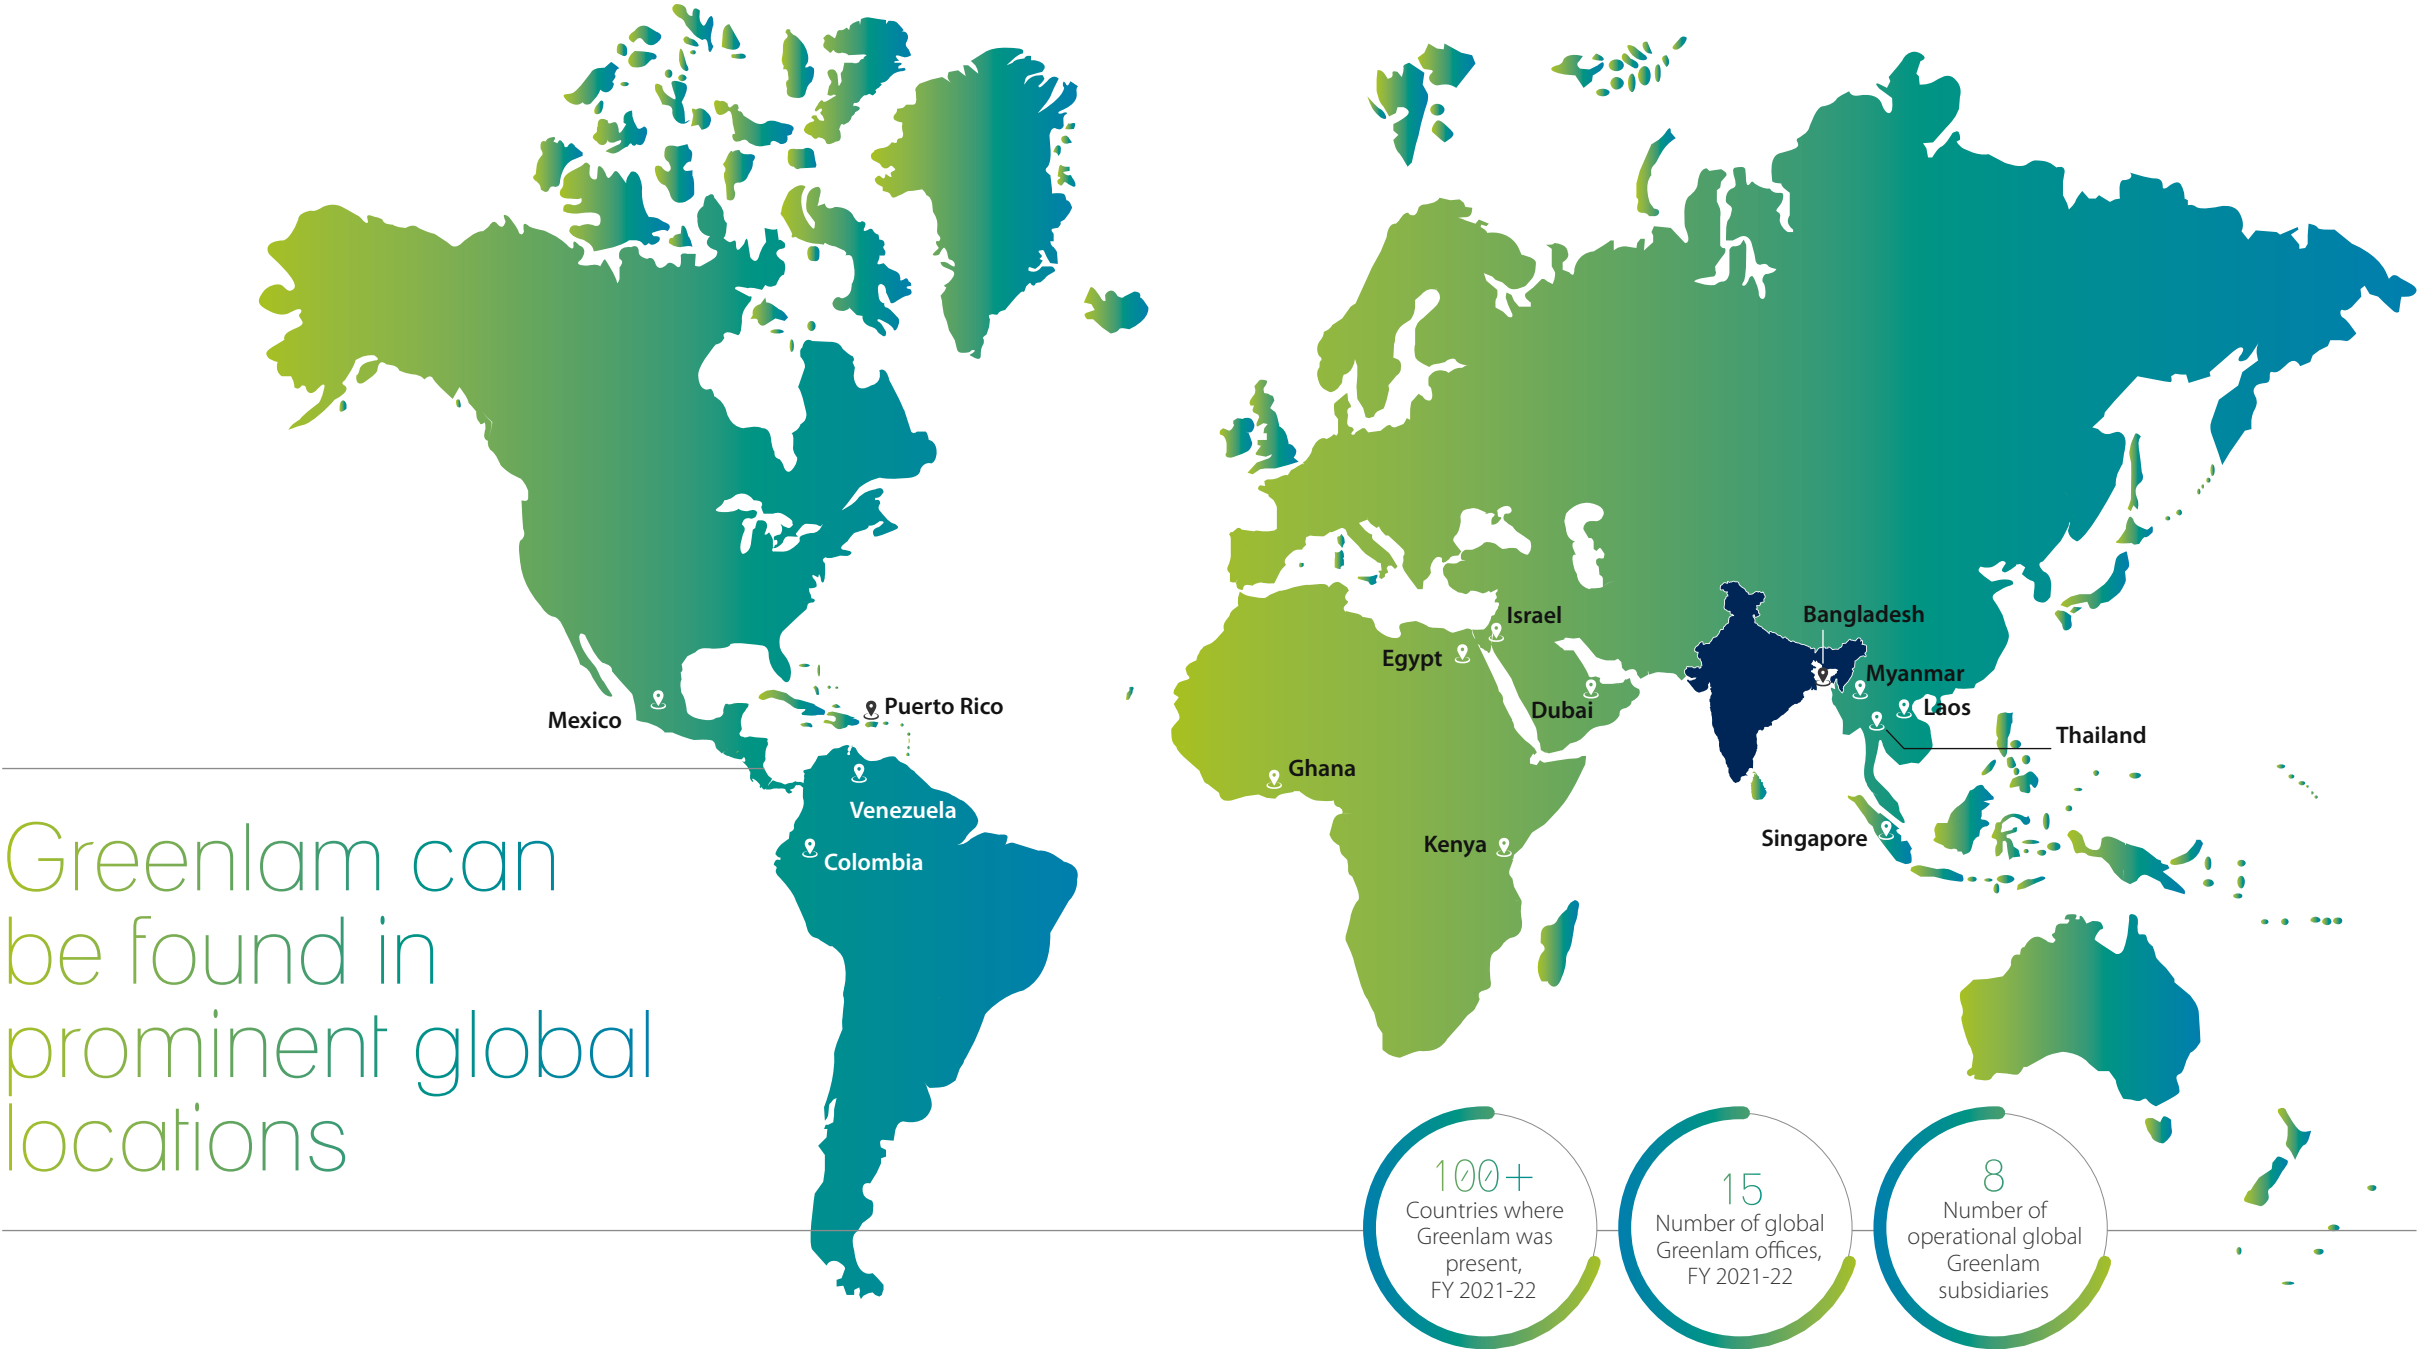 Israel
Bangladesh
Egypt
Myanmar
Mexico
Puerto Rico
Dubai
Laos
Thailand
Ghana
Venezuela
Singapore
Kenya
Colombia
Greenlam can
be found in
prominent global
locations
100+
Countries where
Greenlam was
present,
FY 2021-22
15
Number of global
Greenlam offices,
FY 2021-22
8
Number of
operational global
Greenlam
subsidiaries